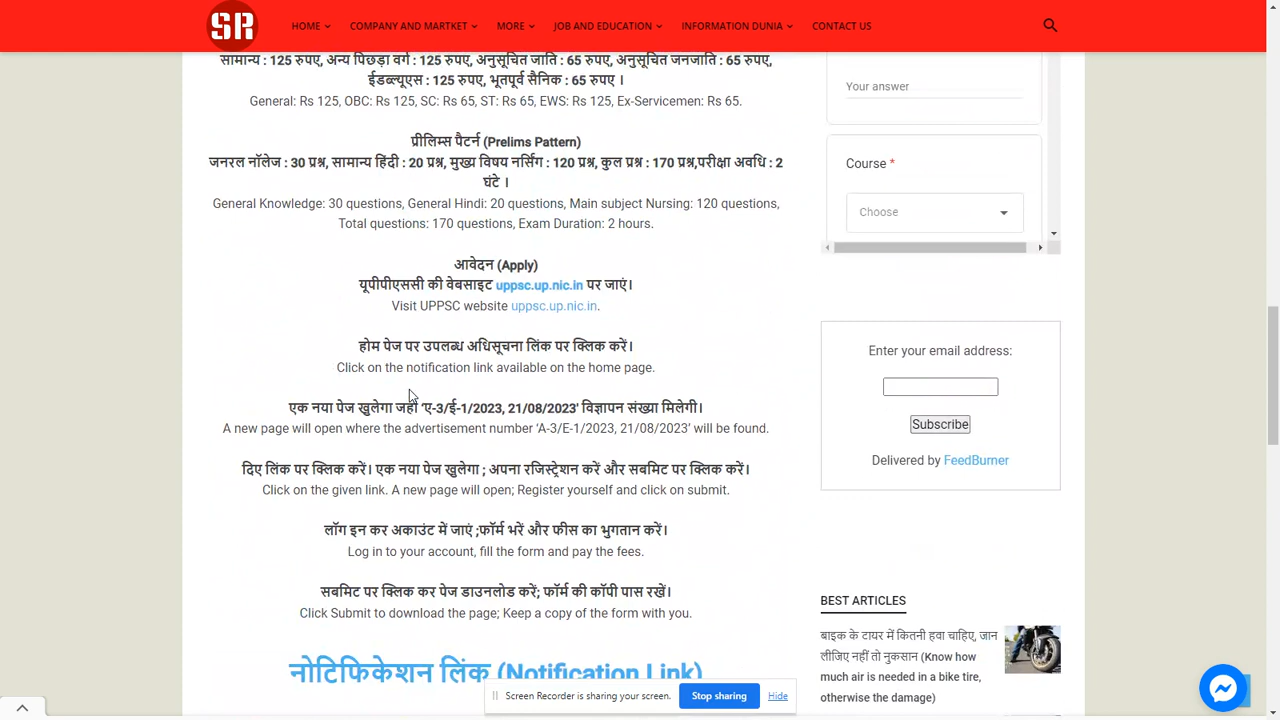 SR
HOME
COMPANY AND MARTKET
MORE
JOB AND EDUCATION
INFORMATION DUNIA
CONTACT US
सामान्य : 125 रुपए, अन्य पिछड़ा वर्ग : 125 रुपए, अनुसूचित जाति : 65 रुपए, अनुसूचित जनजाति : 65 रुपए,
ईडब्ल्यूएस : 125 रुपए, भूतपूर्व सैनिक : 65 रुपए ।
General: Rs 125, OBC: Rs 125, SC: Rs 65, ST: Rs 65, EWS: Rs 125, Ex-Servicemen: Rs 65.
प्रीलिम्स पैटर्न (Prelims Pattern)
जनरल नॉलेज : 30 प्रश्न, सामान्य हिंदी : 20 प्रश्न, मुख्य विषय नर्सिंग : 120 प्रश्न, कुल प्रश्न : 170 प्रश्न,परीक्षा अवधि : 2
घंटे ।
General Knowledge: 30 questions, General Hindi: 20 questions, Main subject Nursing: 120 questions,
Total questions: 170 questions, Exam Duration: 2 hours.
आवेदन (Apply)
यूपीपीएससी की वेबसाइट uppsc.up.nic.in पर जाएं।
Visit UPPSC website uppsc.up.nic.in.
होम पेज पर उपलब्ध अधिसूचना लिंक पर क्लिक करें।
Click on the notification link available on the home page.
एक नया पेज खुलेगा जहां ‘ए-3/ई-1/2023, 21/08/2023’ विज्ञापन संख्या मिलेगी।
A new page will open where the advertisement number ‘A-3/E-1/2023, 21/08/2023’ will be found.
दिए लिंक पर क्लिक करें। एक नया पेज खुलेगा ; अपना रजिस्ट्रेशन करें और सबमिट पर क्लिक करें।
Click on the given link. A new page will open; Register yourself and click on submit.
लॉग इन कर अकाउंट में जाएं ;फॉर्म भरें और फीस का भुगतान करें।
Log in to your account, fill the form and pay the fees.
सबमिट पर क्लिक कर पेज डाउनलोड करें; फॉर्म की कॉपी पास रखें।
Click Submit to download the page; Keep a copy of the form with you.
नोटिफिकेशन लिंक (Notification Link)
Your answer
Course *
Choose
Enter your email address:
Subscribe
Delivered by FeedBurner
BEST ARTICLES
बाइक के टायर में कितनी हवा चाहिए, जान
लीजिए नहीं तो नुकसान (Know how
much air is needed in a bike tire,
otherwise the damage)
Screen Recorder is sharing your screen.
Stop sharing
Hide